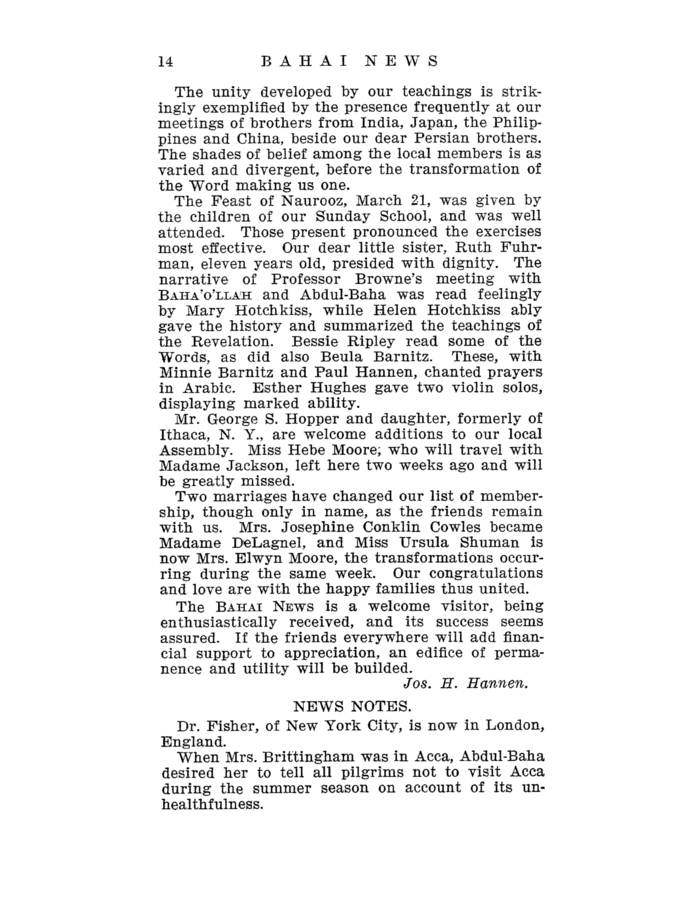 14 BAHAI NEWS
The unity developed by our teachings is strik-
ingly exemplified by the presence frequently at our
meetings of brothers from India, Japan, the Philip-
pines and China, beside our dear Persian brothers.
The shades of belief among the local members is as
varied and divergent, before the transformation of
the Word making us one.
The Feast of Naurooz, March 21, was given by
the children of our Sunday School, and was well
attended. Those present pronounced the exercises
most effective. Our dear little sister, Ruth Fuhr-
man, eleven years old, presided with dignity. The
narrative of Professor Browne's meeting with
BAHA'O'LLAH and Abdul-Baha was read feelingly
by Mary Hotchkiss, while Helen Hotchkiss ably
gave the history and summarized the teachings of
the Revelation. Bessie Ripley read some of the
Words, as did also Beula Barnitz. These, with
Minnie Barnitz and Paul Hannen, chanted prayers
in Arabic. Esther Hughes gave two violin solos,
displaying marked ability.
Mr. George S. Hopper and daughter, formerly of
Ithaca, N. Y., are welcome additions to our local
Assembly. Miss Hebe Moore, who will travel with
Madame Jackson, left here two weeks ago and will
be greatly missed.
Two marriages have changed our list of member-
ship, though only in name, as the friends remain
with us. Mrs. Josephine Conklin Cowles became
Madame DeLagnel, and Miss Ursula Shuman is
now Mrs. Elwyn Moore, the transformations occur-
ring during the same week. Our congratulations
and love are with the happy families thus united.
The BAHAI NEWS is a welcome visitor, being
enthusiastically received, and its success seems
assured. If the friends everywhere will add finan-
cial support to appreciation, an edifice of perma-
nence and utility will be builded.
Jos. H. Hannen.
NEWS NOTES.
Dr. Fisher, of New York City, is now in London,
England.
When Mrs. Brittingham was in Acca, Abdul-Baha
desired her to tell all pilgrims not to visit Acca
during the summer season on account of its un-
healthfulness.